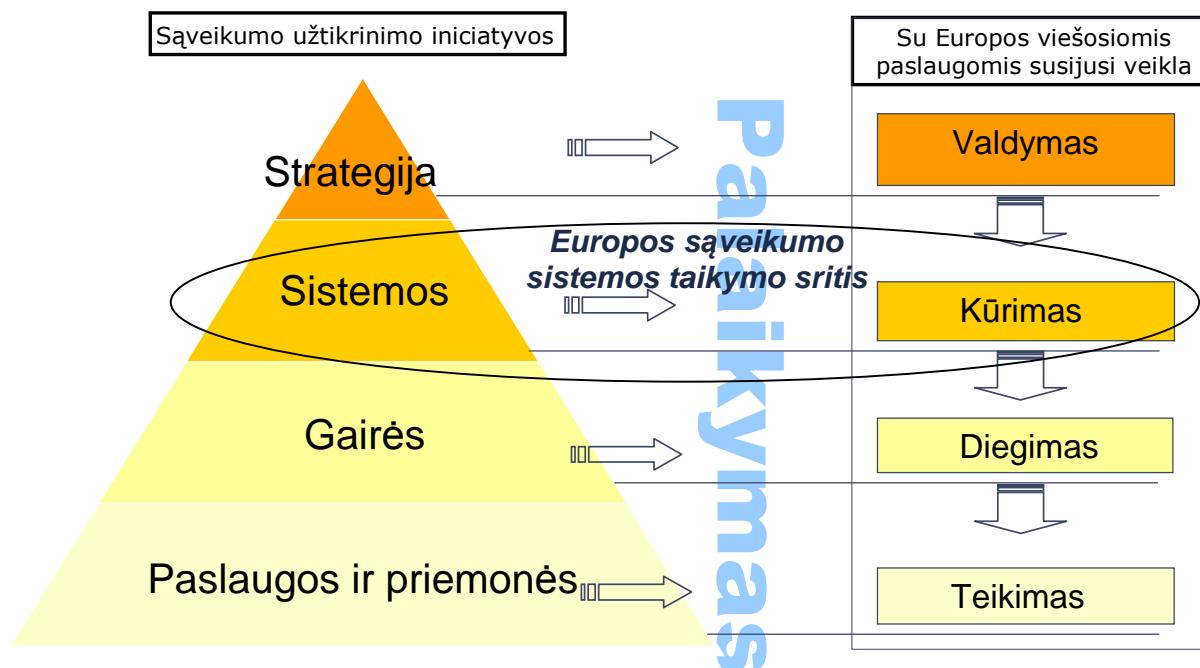 Sąveikumo užtikrinimo iniciatyvos
Su Europos viešosiomis
paslaugomis susijusi veikla
Strategija
Valdymas
Europos sąveikumo
sistemos taikymo sritis
Sistemos
Kūrimas
Gairės
Diegimas
Paslaugos ir priemonės
Teikimas
Palaikymas